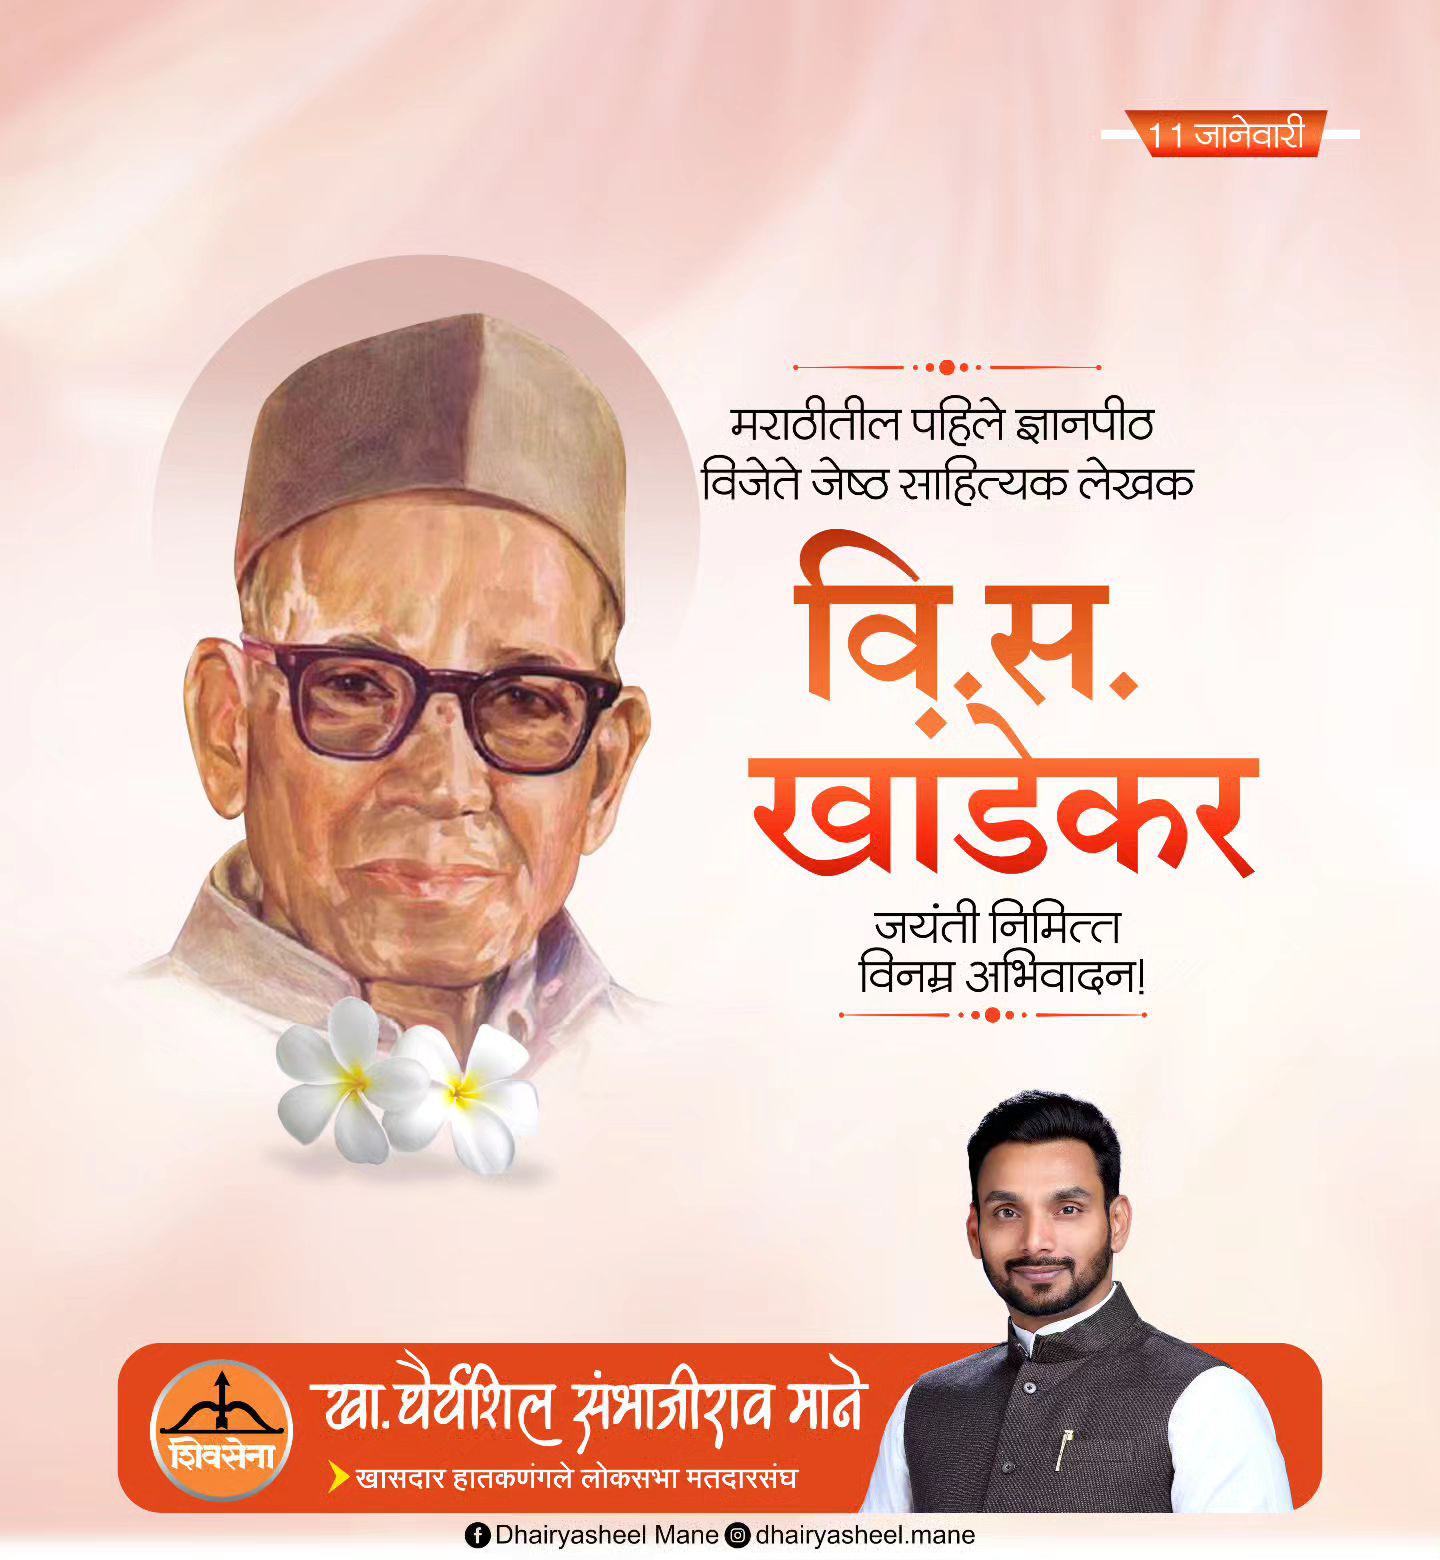 11 जानेवारी
मराठीतील पहिले ज्ञानपीठ
विजेते जेष्ठ साहित्यक लेखक
वि.स.
खांडेकर
जयंती निमित्त
विनम्र अभिवादन!
खा. धैर्यशिल संभाजीराव माने
शिवसेना
खासदार हातकणंगले लोकसभा मतदारसंघ
Dhairyasheel Mane dhairyasheel.mane